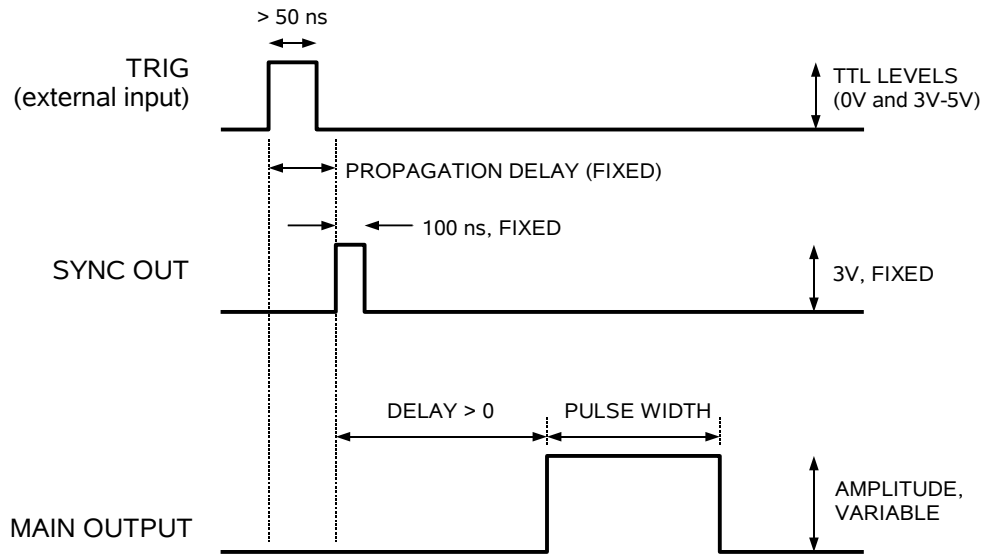 > 50 ns
TRIG
(external input)
TTL LEVELS
(0V and 3V-5V)
PROPAGATION DELAY (FIXED)
100 ns, FIXED
SYNC OUT
3V, FIXED
DELAY > 0
PULSE WIDTH
MAIN OUTPUT
AMPLITUDE,
VARIABLE